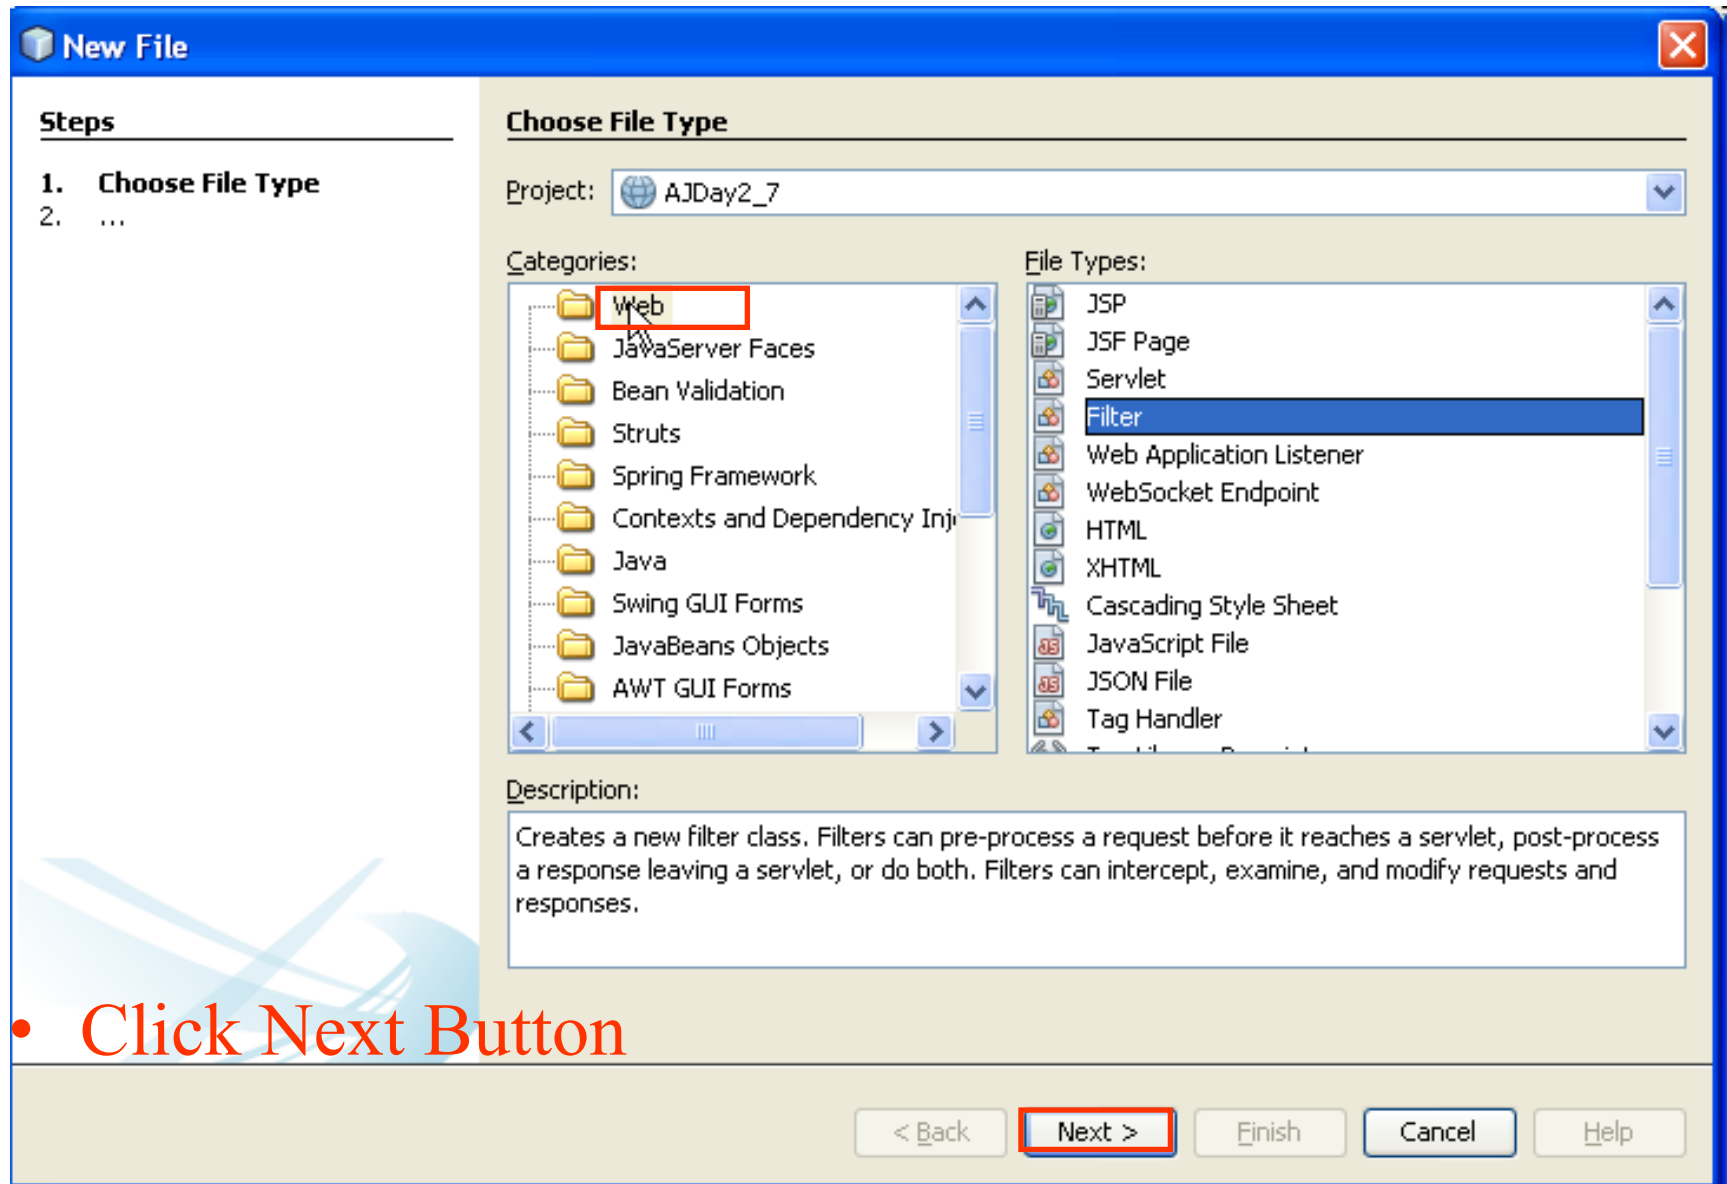 New File
Steps
1. Choose File Type
2. ...
Choose File Type
Project: AJDay2_7
Categories:
Web
JavaServer Faces
Bean Validation
Struts
Spring Framework
Contexts and Dependency Inj
Java
Swing GUI Forms
JavaBeans Objects
AWT GUI Forms
File Types:
JSP
JSF Page
Servlet
Filter
Web Application Listener
WebSocket Endpoint
HTML
XHTML
Cascading Style Sheet
JavaScript File
JSON File
Tag Handler
Description:
Creates a new filter class. Filters can pre-process a request before it reaches a servlet, post-process
a response leaving a servlet, or do both. Filters can intercept, examine, and modify requests and
responses.
• Click Next Button
< Back Next > Finish Cancel Help